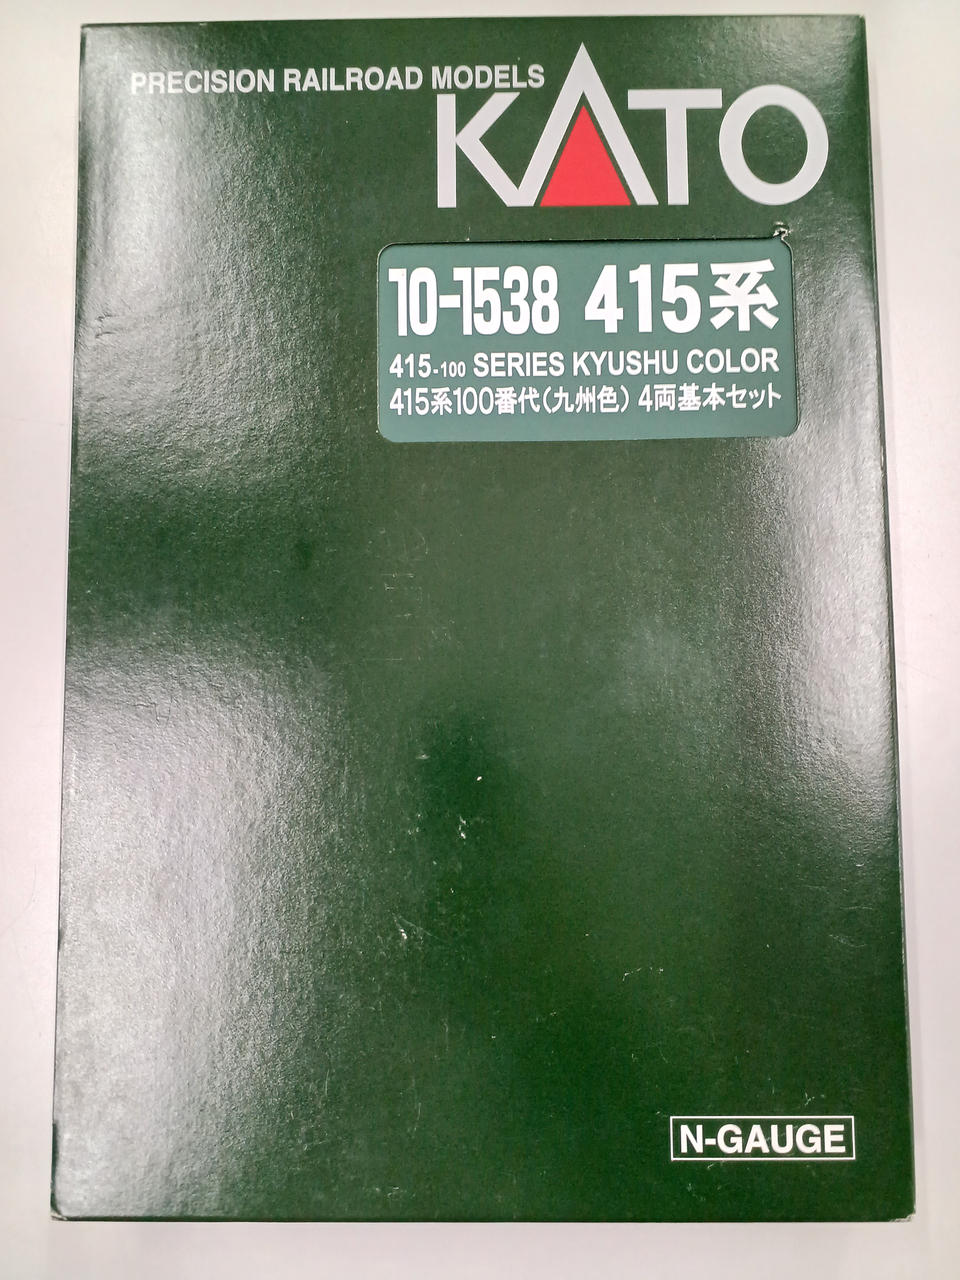 PRECISION RAILROAD MODELS
KATO
10-1538 415系
415-100 SERIES KYUSHU COLOR
415系100番代(九州色) 4両基本セット
N-GAUGE